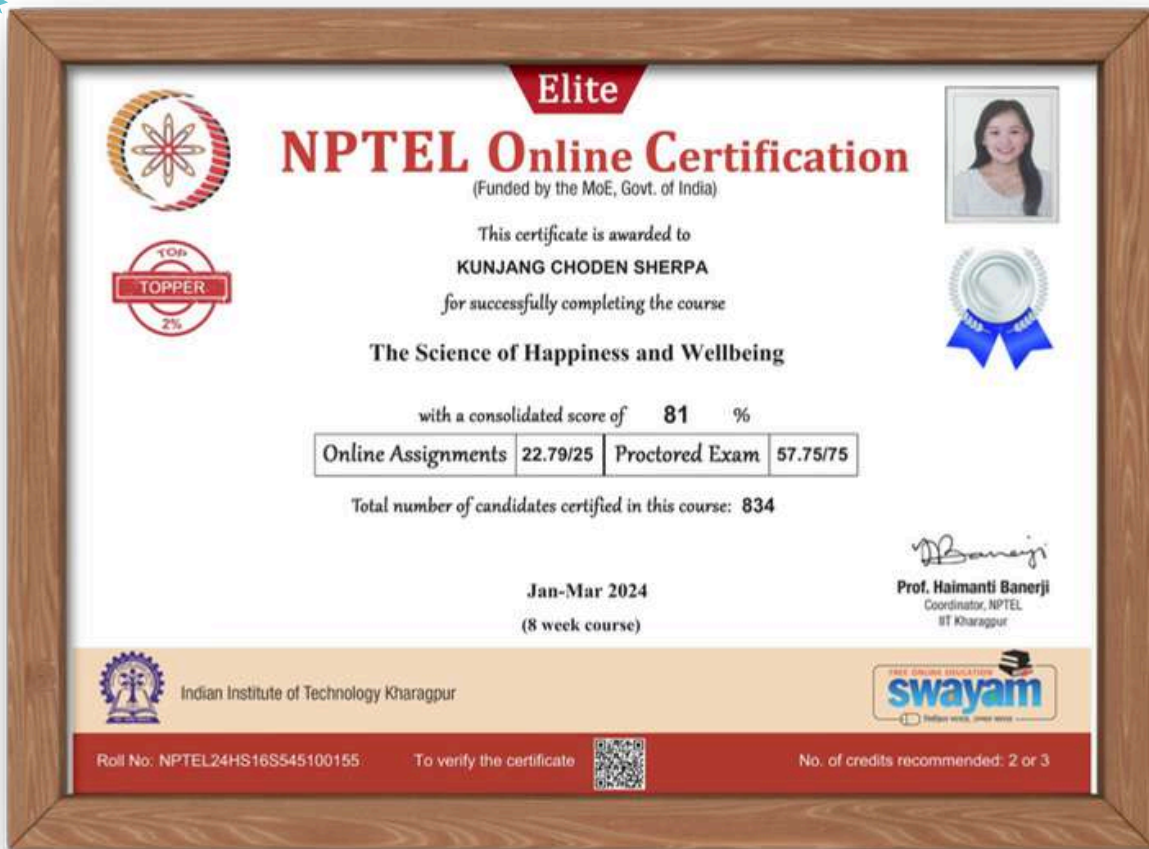 Elite
NPTEL Online Certification
(Funded by the MoE, Govt. of India)
This certificate is awarded to
KUNJANG CHODEN SHERPA
for successfully completing the course
TOP
TOPPER
2%
The Science of Happiness and Wellbeing
with a consolidated score of 81 %
Online Assignments 22.79/25 Proctored Exam 57.75/75
Total number of candidates certified in this course: 834
Jan-Mar 2024
(8 week course)
Prof. Haimanti Banerji
Coordinator, NPTEL
IIT Kharagpur
Indian Institute of Technology Kharagpur
FREE ONLINE EDUCATION
swayam
Roll No: NPTEL24HS16S545100155 To verify the certificate No. of credits recommended: 2 or 3